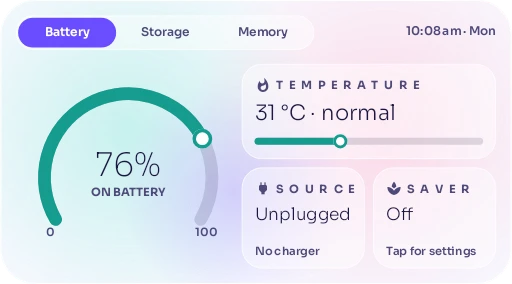 Battery Storage Memory 10:08am· Mon
TEMPERATURE
31 °C · normal
76%
ON BATTERY
0 100
SOURCE
Unplugged
No charger
SAVER
Off
Tap for settings